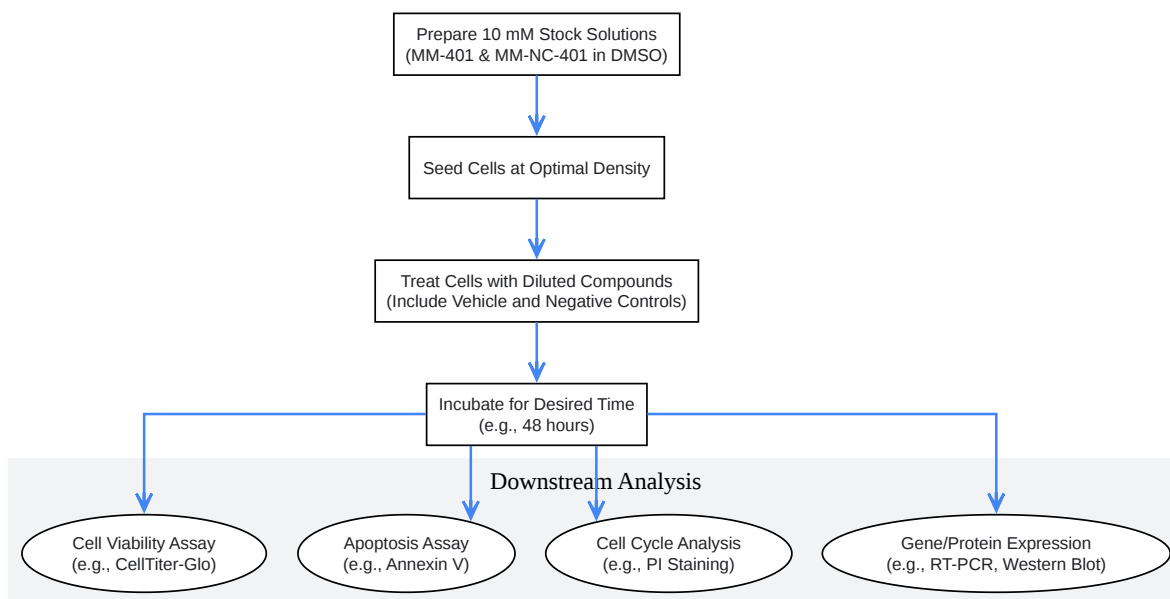 Prepare 10 mM Stock Solutions
(MM-401 & MM-NC-401 in DMSO)
Seed Cells at Optimal Density
Treat Cells with Diluted Compounds
(Include Vehicle and Negative Controls)
Incubate for Desired Time
(e.g., 48 hours)
Downstream Analysis
Cell Viability Assay
(e.g., CellTiter-Glo)
Apoptosis Assay
(e.g., Annexin V)
Cell Cycle Analysis
(e.g., PI Staining)
Gene/Protein Expression
(e.g., RT-PCR, Western Blot)